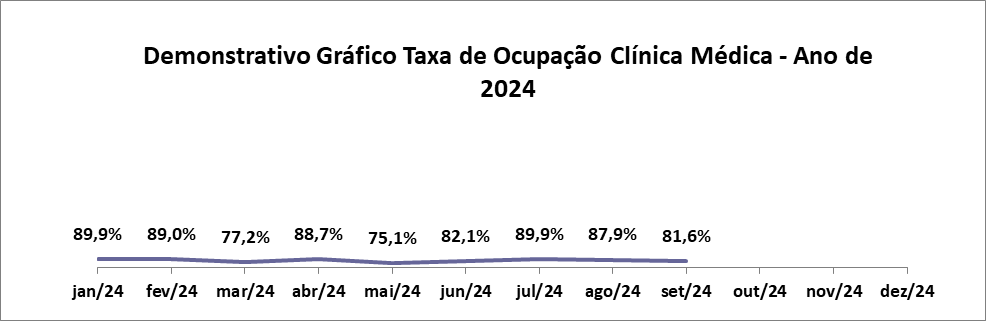 Demonstrativo Gráfico Taxa de Ocupação Clínica Médica - Ano de
2024
89,9% 89,0% 77,2% 88,7% 75,1% 82,1% 89,9% 87,9% 81,6%
jan/24 fev/24 mar/24 abr/24 mai/24 jun/24 jul/24 ago/24 set/24 out/24 nov/24 dez/24